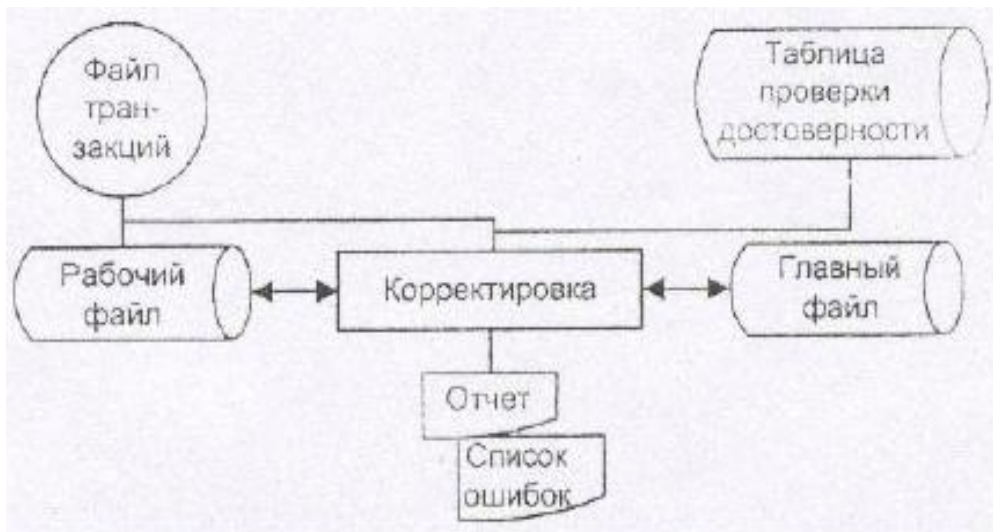 Файл
тран-
закций
Таблица
проверки
достоверности
Рабочий
файл
Корректировка
Главный
файл
Отчет
Список
ошибок